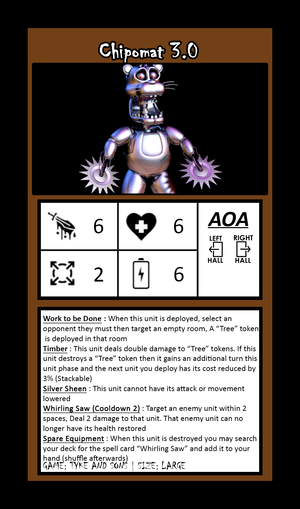 Chipomat 3.0
6
6
AOA
LEFT
HALL
RIGHT
HALL
2
6
Work to be Done : When this unit is deployed, select an
opponent they must then target an empty room, A "Tree" token
is deployed in that room
Timber : This unit deals double damage to "Tree" tokens. If this
unit destroys a "Tree" token then it gains an additional turn this
unit phase and the next unit you deploy has its cost reduced by
3% (Stackable)
Silver Sheen : This unit cannot have its attack or movement
lowered
Whirling Saw (Cooldown 2) : Target an enemy unit within 2
spaces, Deal 2 damage to that unit. That enemy unit can no
longer have its health restored
Spare Equipment : When this unit is destroyed you may search
your deck for the spell card "Whirling Saw" and add it to your
hand (shuffle afterwards)
GAME: TYKE AND SONS | SIZE: LARGE